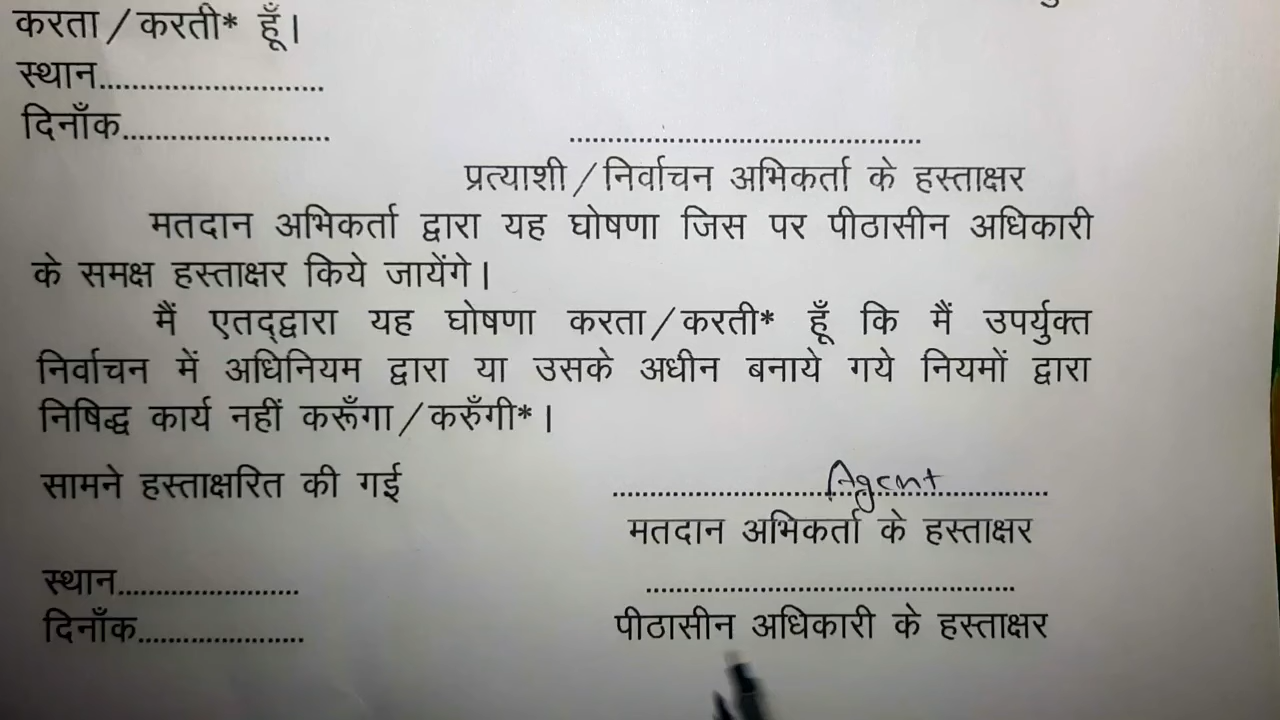 करता/करती* हूँ।
स्थान............................
दिनाँक...........................
............................................
प्रत्याशी/निर्वाचन अभिकर्ता के हस्ताक्षर
मतदान अभिकर्ता द्वारा यह घोषणा जिस पर पीठासीन अधिकारी
के समक्ष हस्ताक्षर किये जायेंगे।
मैं एतद्द्वारा यह घोषणा करता/करती* हूँ कि मैं उपर्युक्त
निर्वाचन में अधिनियम द्वारा या उसके अधीन बनाये गये नियमों द्वारा
निषिद्ध कार्य नहीं करूँगा/करुँगी*।
सामने हस्ताक्षरित की गई
...........................Agent..............
मतदान अभिकर्ता के हस्ताक्षर
स्थान........................
...............................................
दिनाँक......................
पीठासीन अधिकारी के हस्ताक्षर